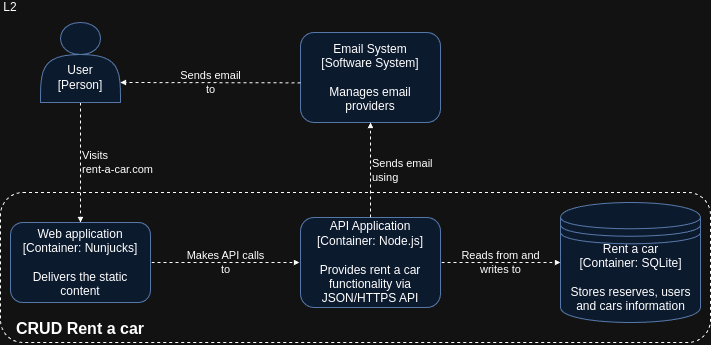 L2
User
[Person]
Sends email
to
Email System
[Software System]
Manages email
providers
Visits
rent-a-car.com
Sends email
using
Web application
[Container: Nunjucks]
Delivers the static
content
Makes API calls
to
API Application
[Container: Node.js]
Provides rent a car
functionality via
JSON/HTTPS API
Reads from and
writes to
Rent a car
[Container: SQLite]
Stores reserves, users
and cars information
CRUD Rent a car